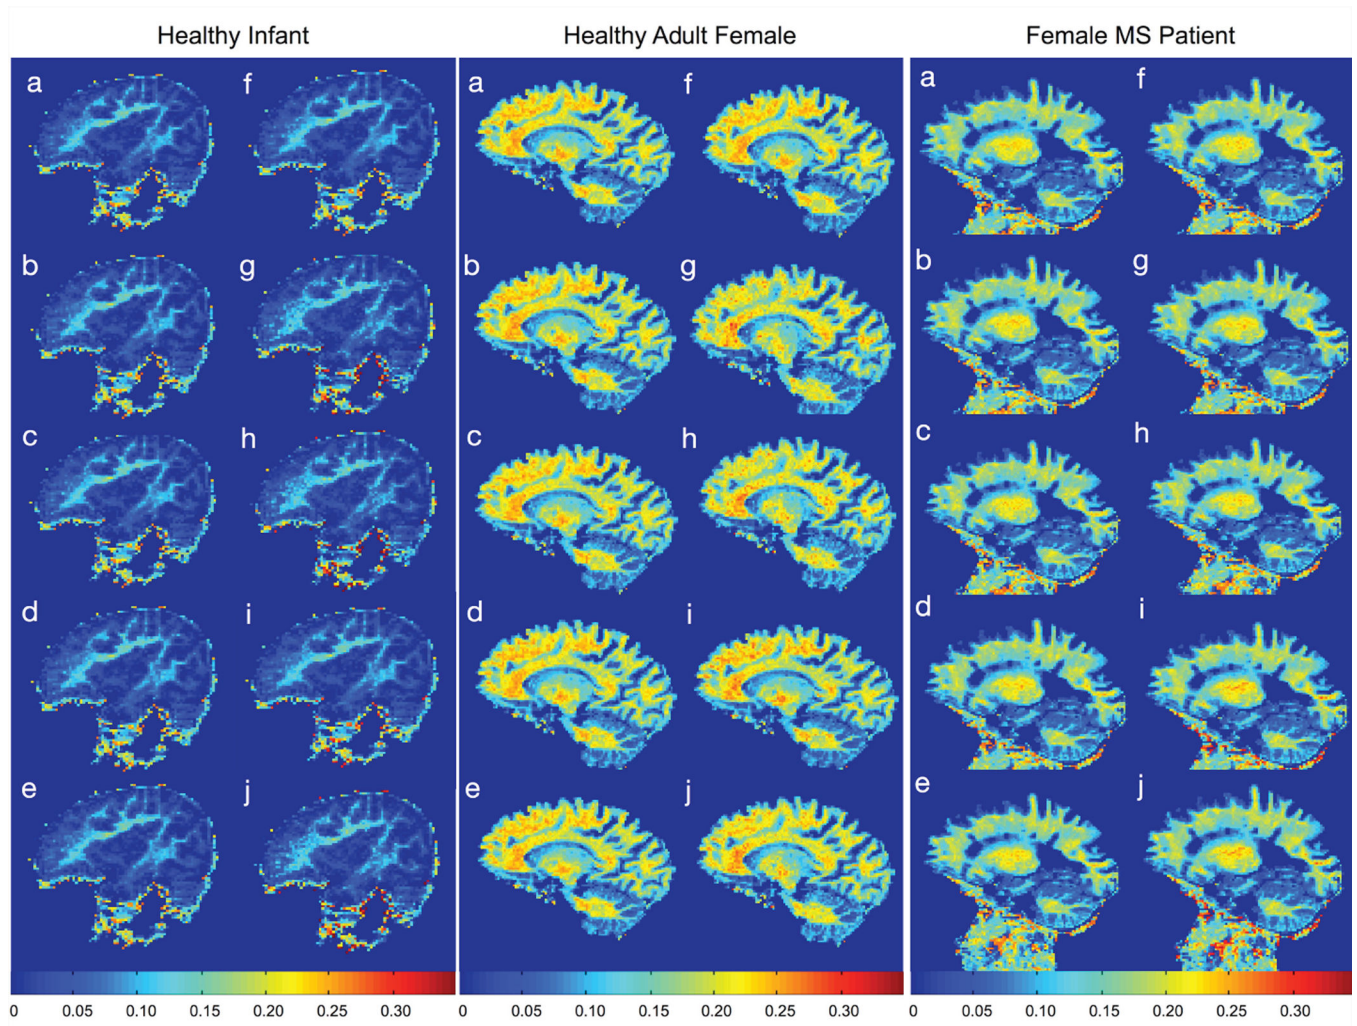 Healthy Infant Healthy Adult Female Female MS Patient
a f a f a f
b g b g b g
c h c h c h
d i d i d i
e j e j e j
0 0.05 0.10 0.15 0.20 0.25 0.30 0 0.05 0.10 0.15 0.20 0.25 0.30 0 0.05 0.10 0.15 0.20 0.25 0.30